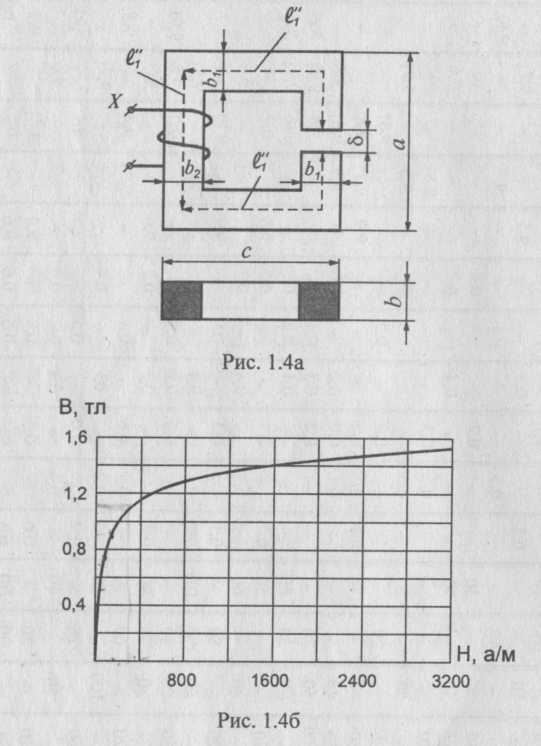 ℓ₁″
ℓ₁″
b₁
X
δ
a
b₂
b₁
ℓ₁″
c
b
Рис. 1.4а
В, тл
1,6
1,2
0,8
0,4
Н, а/м
800
1600
2400
3200
Рис. 1.4б